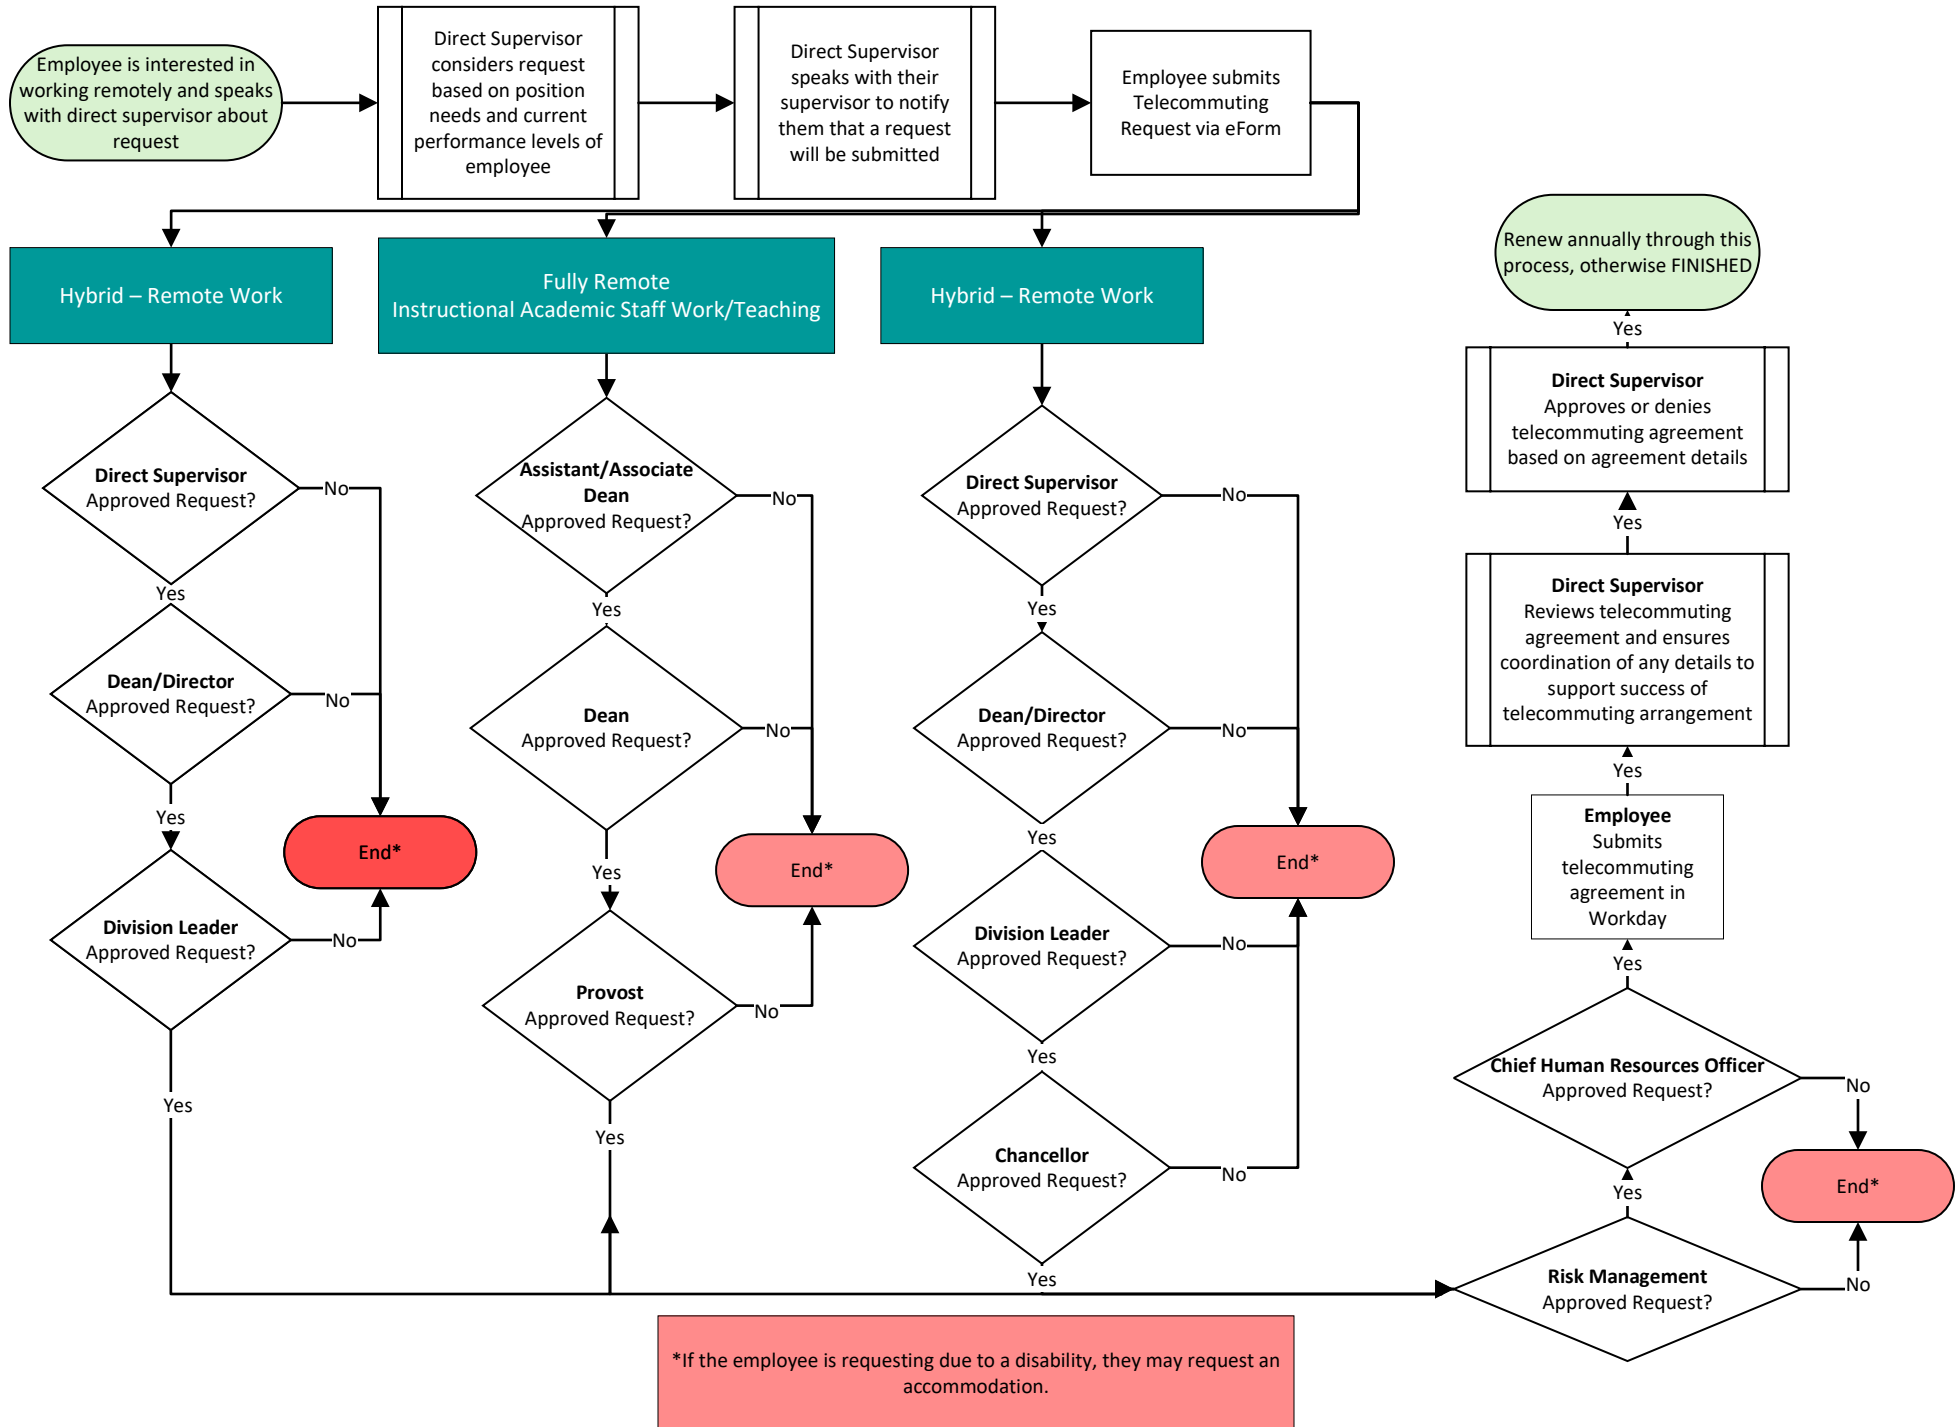 Employee is interested in
working remotely and speaks
with direct supervisor about
request
Direct Supervisor
considers request
based on position
needs and current
performance levels of
employee
Direct Supervisor
speaks with their
supervisor to notify
them that a request
will be submitted
Employee submits
Telecommuting
Request via eForm
Hybrid – Remote Work
Direct Supervisor
Approved Request?
No
Yes
Dean/Director
Approved Request?
No
Yes
End*
Division Leader
Approved Request?
No
Yes
Fully Remote
Instructional Academic Staff Work/Teaching
Assistant/Associate
Dean
Approved Request?
No
Yes
Dean
Approved Request?
No
Yes
End*
Provost
Approved Request?
No
Yes
Hybrid – Remote Work
Direct Supervisor
Approved Request?
No
Yes
Dean/Director
Approved Request?
No
Yes
End*
Division Leader
Approved Request?
No
Yes
Chancellor
Approved Request?
No
Yes
Renew annually through this
process, otherwise FINISHED
Yes
Direct Supervisor
Approves or denies
telecommuting agreement
based on agreement details
Yes
Direct Supervisor
Reviews telecommuting
agreement and ensures
coordination of any details to
support success of
telecommuting arrangement
Yes
Employee
Submits
telecommuting
agreement in
Workday
Yes
Chief Human Resources Officer
Approved Request?
No
Yes
End*
Risk Management
Approved Request?
No
*If the employee is requesting due to a disability, they may request an
accommodation.